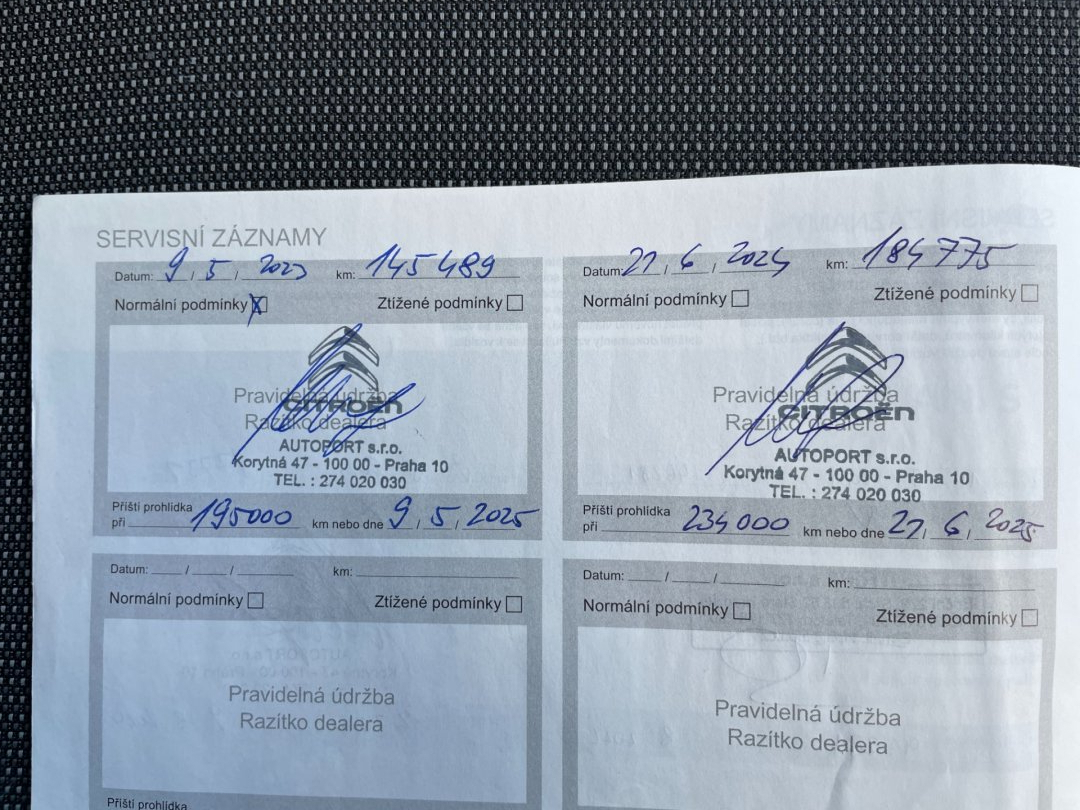 SERVISNÍ ZÁZNAMY
Datum: 9 / 5 / 2023 km: 145489
Normální podmínky X Ztížené podmínky
Pravidelná údržba
CITROËN
Razítko dealera
AUTOPORT s.r.o.
Korytná 47 - 100 00 - Praha 10
TEL. : 274 020 030
Příští prohlídka
při 195000 km nebo dne 9 / 5 / 2025
Datum: 21 / 6 / 2024 km: 184775
Normální podmínky Ztížené podmínky
Pravidelná údržba
CITROËN
Razítko dealera
AUTOPORT s.r.o.
Korytná 47 - 100 00 - Praha 10
TEL. : 274 020 030
Příští prohlídka
při 234000 km nebo dne 21 / 6 / 2025
Datum: / / km:
Normální podmínky Ztížené podmínky
Pravidelná údržba
Razítko dealera
Příští prohlídka
Datum: / / km:
Normální podmínky Ztížené podmínky
Pravidelná údržba
Razítko dealera